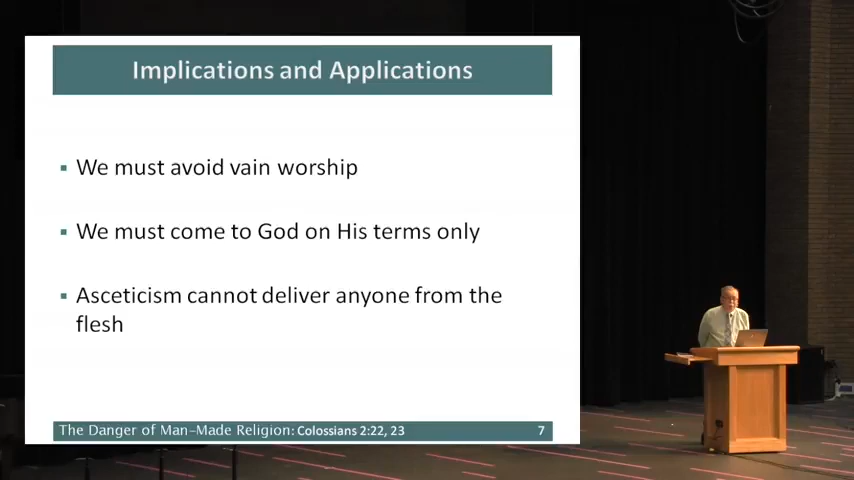 Implications and Applications
▪ We must avoid vain worship
▪ We must come to God on His terms only
▪ Asceticism cannot deliver anyone from the
flesh
The Danger of Man-Made Religion: Colossians 2:22, 23 7